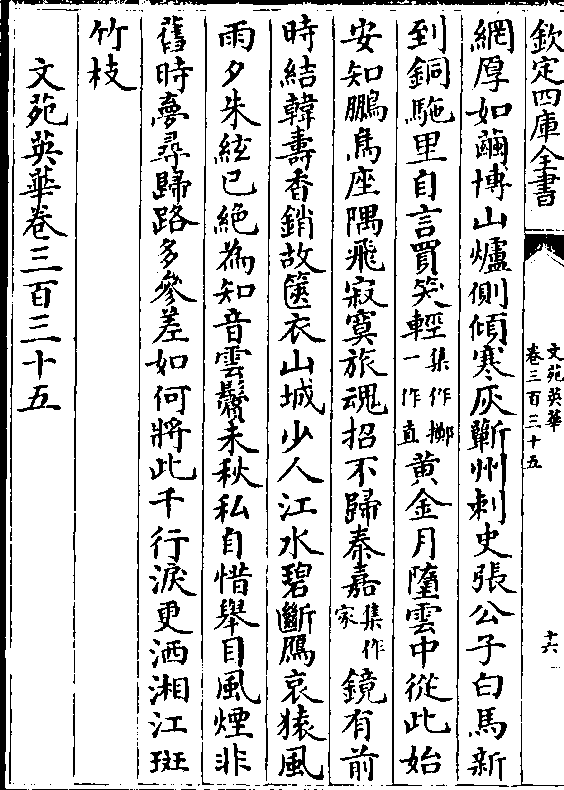 欽定四庫全書
文苑英華
卷三百三十五
十六
網厚如繭博山爐側傾寒灰蘄州刺史張公子白馬新
到銅駞里自言買笑輕集作擲一作直黄金月墮雲中從此始
安知鵩鳥座隅飛寂寞旅魂招不歸秦嘉集作家鏡有前
時結韓壽香銷故篋衣山城少人江水碧斷鴈哀猿風
雨夕朱絃已絶為知音雲鬢未秋私自惜舉目風煙非
舊時夢尋歸路多參差如何將此千行淚更洒湘江斑
竹枝
文苑英華卷三百三十五